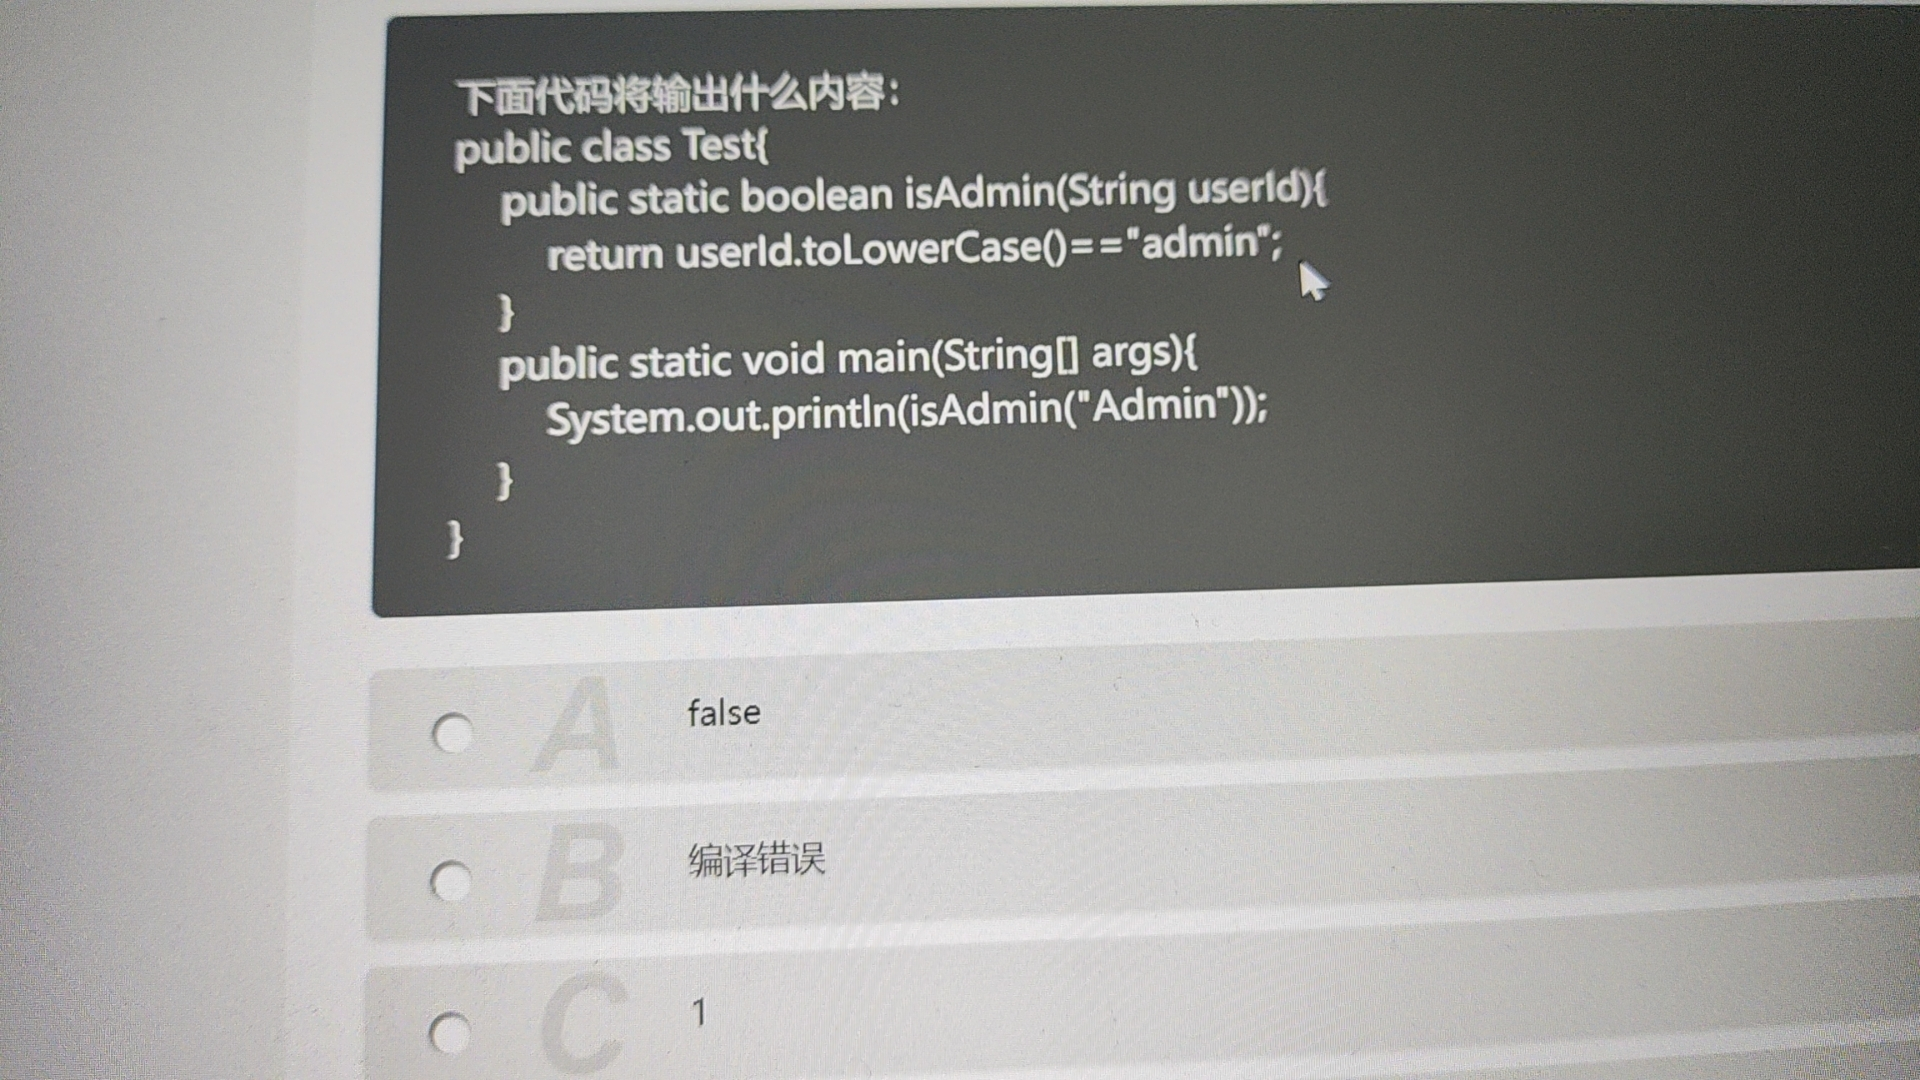 下面代码将输出什么内容：
public class Test{
public static boolean isAdmin(String userId){
return userId.toLowerCase()=="admin";
}
public static void main(String[] args){
System.out.println(isAdmin("Admin"));
}
}
A false
B 编译错误
C 1